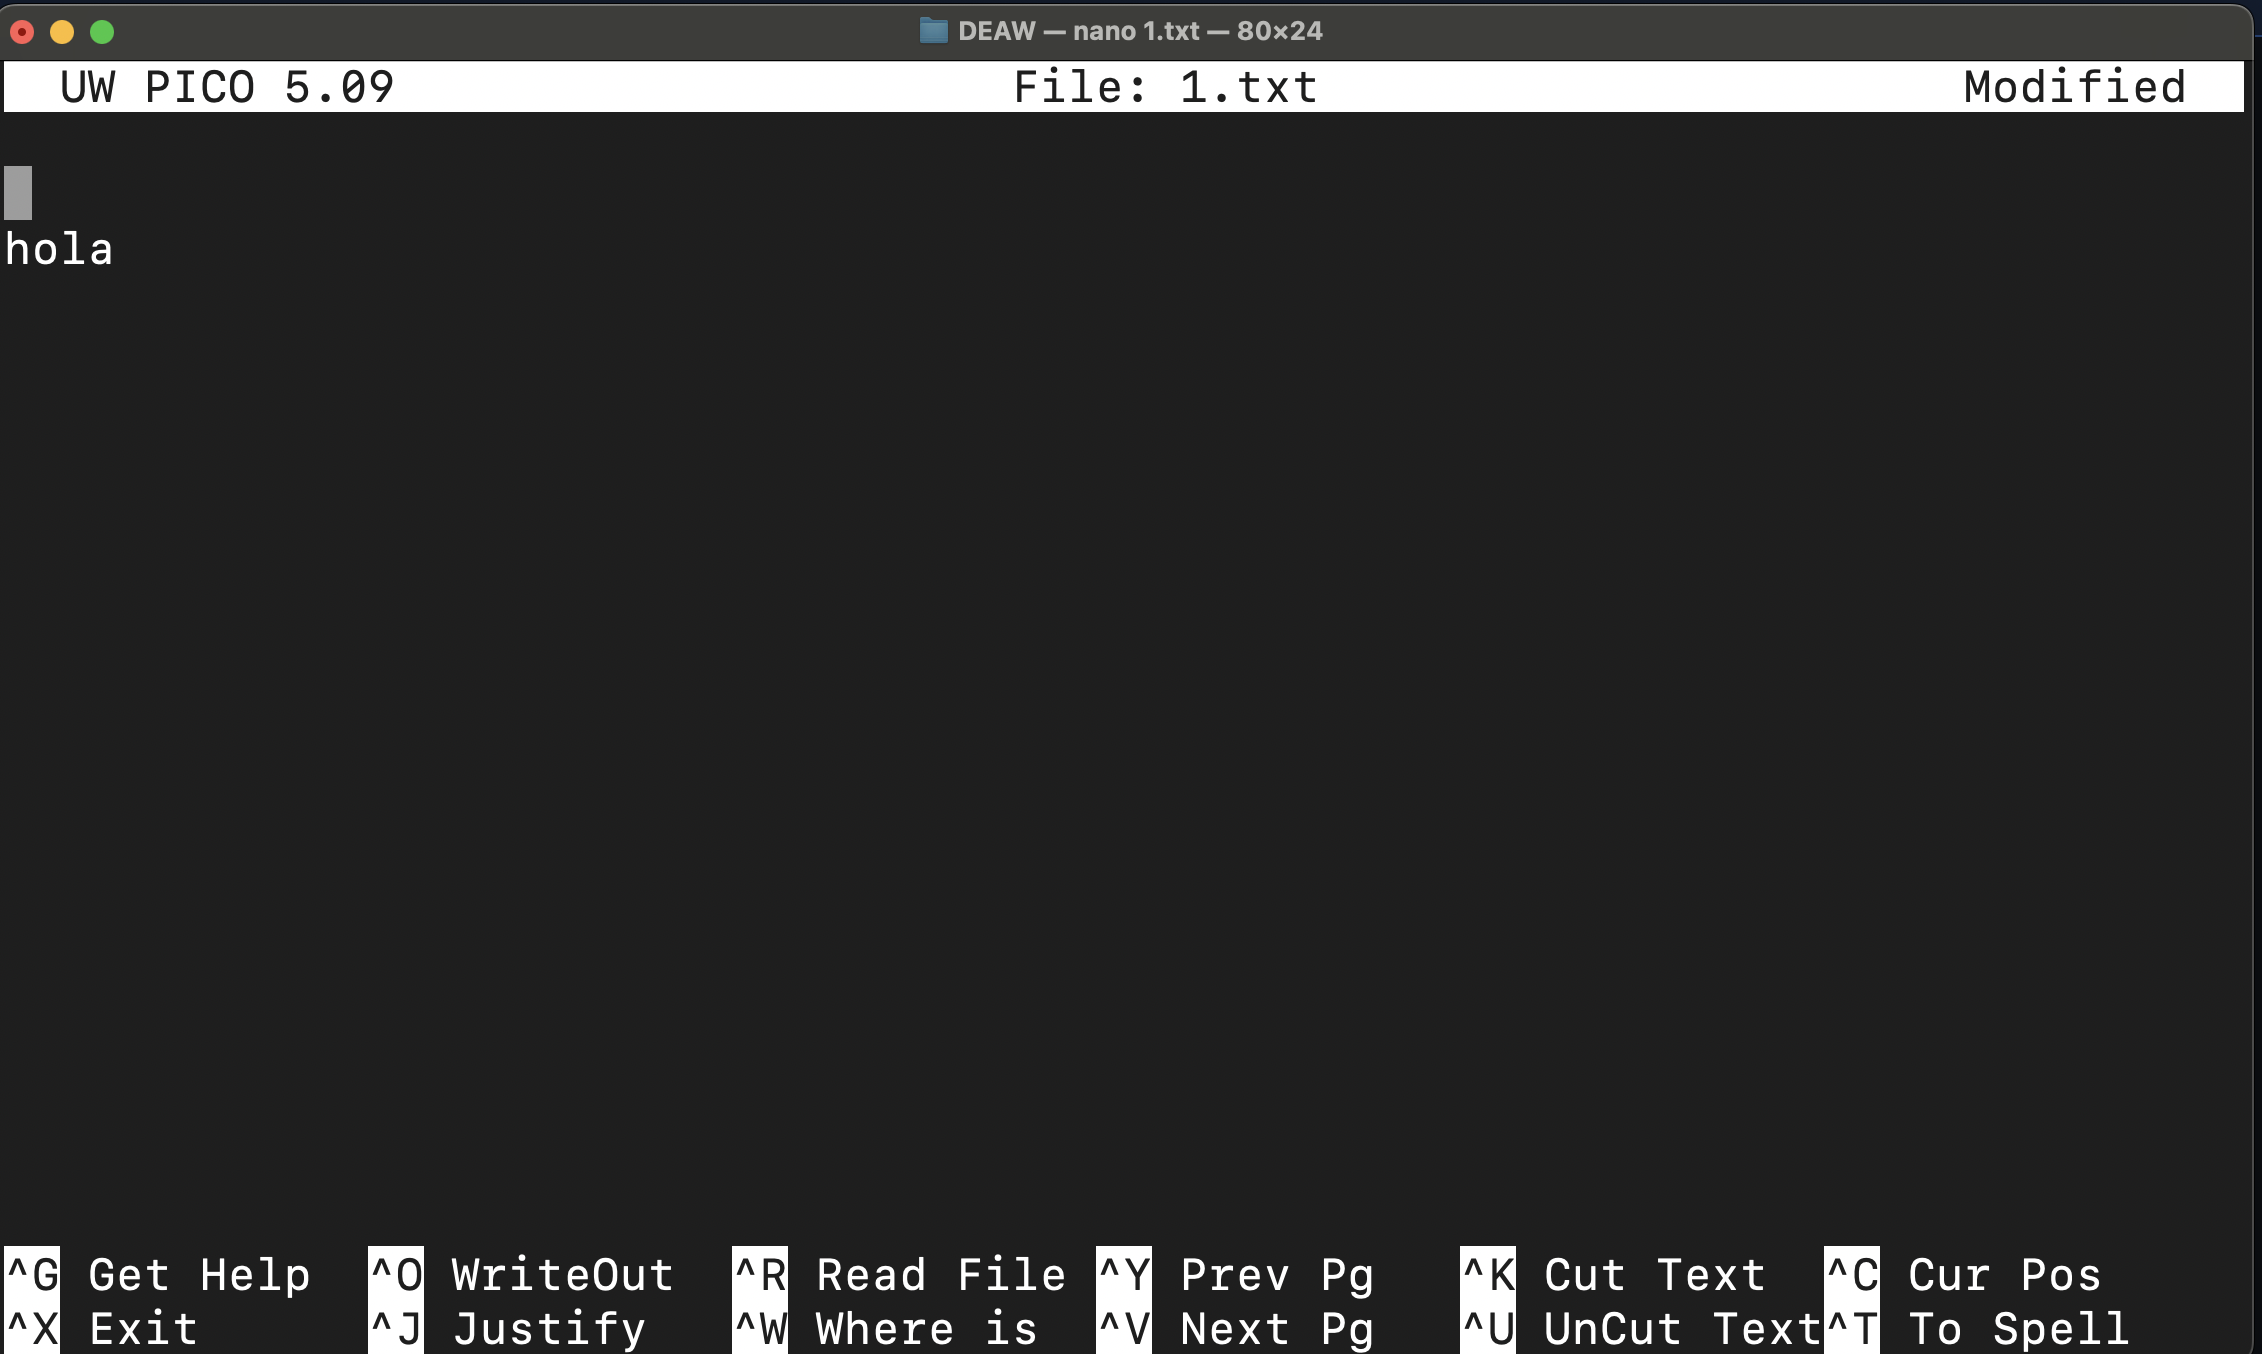 DEAW — nano 1.txt — 80×24
UW PICO 5.09 File: 1.txt Modified
hola
^G Get Help ^O WriteOut ^R Read File ^Y Prev Pg ^K Cut Text ^C Cur Pos
^X Exit ^J Justify ^W Where is ^V Next Pg ^U UnCut Text ^T To Spell